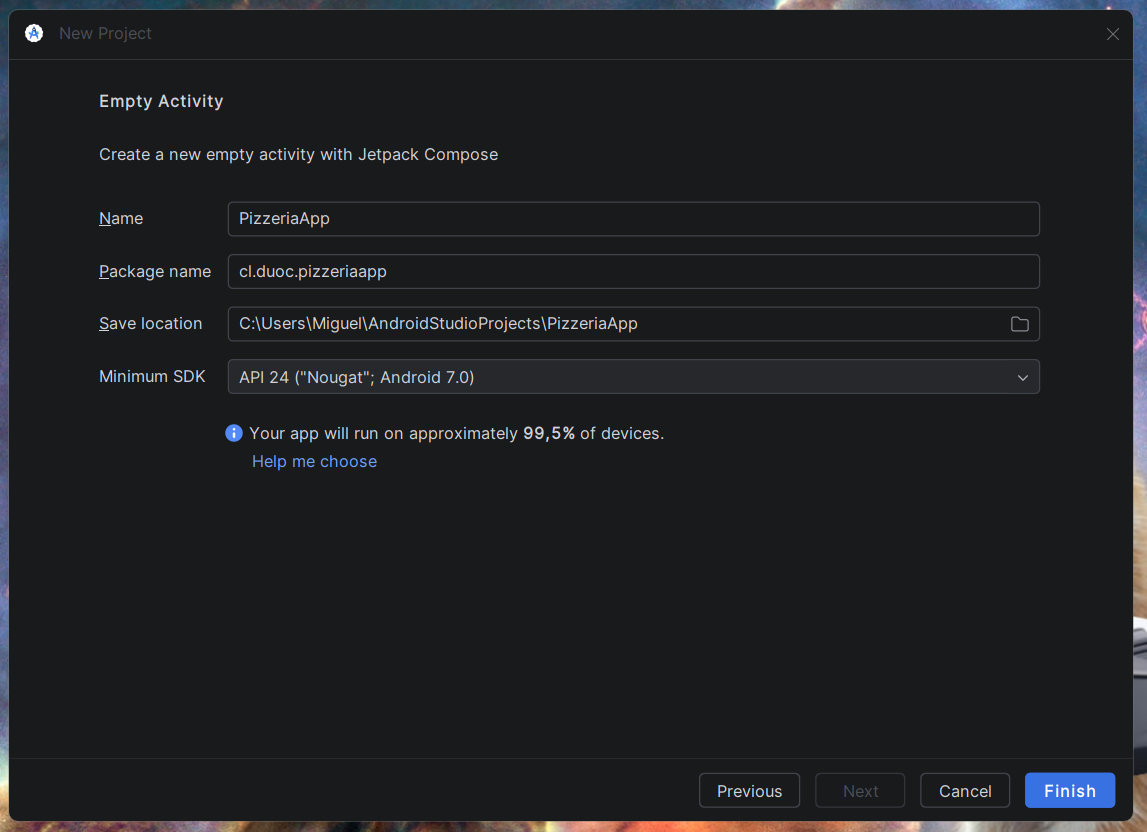 New Project
Empty Activity
Create a new empty activity with Jetpack Compose
Name PizzeriaApp
Package name cl.duoc.pizzeriaapp
Save location C:\Users\Miguel\AndroidStudioProjects\PizzeriaApp
Minimum SDK API 24 ("Nougat"; Android 7.0)
Your app will run on approximately 99,5% of devices.
Help me choose
Previous Next Cancel Finish